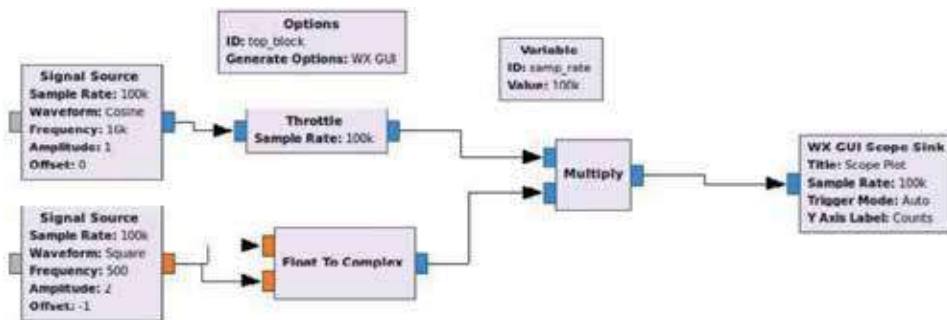 Options
ID: top_block
Generate Options: WX GUI
Variable
ID: samp_rate
Value: 100k
Signal Source
Sample Rate: 100k
Waveform: Cosine
Frequency: 16k
Amplitude: 1
Offset: 0
Throttle
Sample Rate: 100k
Multiply
WX GUI Scope Sink
Title: Scope Plot
Sample Rate: 100k
Trigger Mode: Auto
Y Axis Label: Counts
Signal Source
Sample Rate: 100k
Waveform: Square
Frequency: 500
Amplitude: 2
Offset: -1
Float To Complex